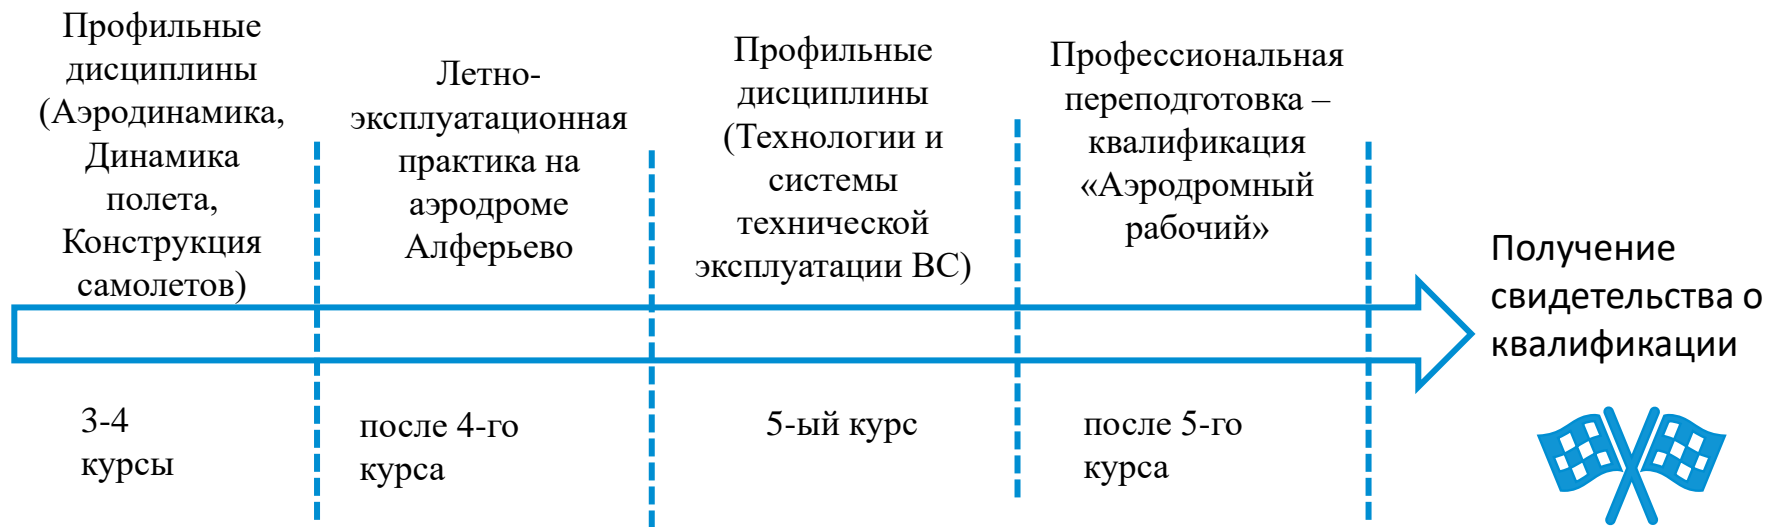 Профильные
дисциплины
(Аэродинамика,
Динамика
полета,
Конструкция
самолетов)
Летно-
эксплуатационная
практика на
аэродроме
Алферьево
Профильные
дисциплины
(Технологии и
системы
технической
эксплуатации ВС)
Профессиональная
переподготовка –
квалификация
«Аэродромный
рабочий»
Получение
свидетельства о
квалификации
3-4
курсы
после 4-го
курса
5-ый курс
после 5-го
курса